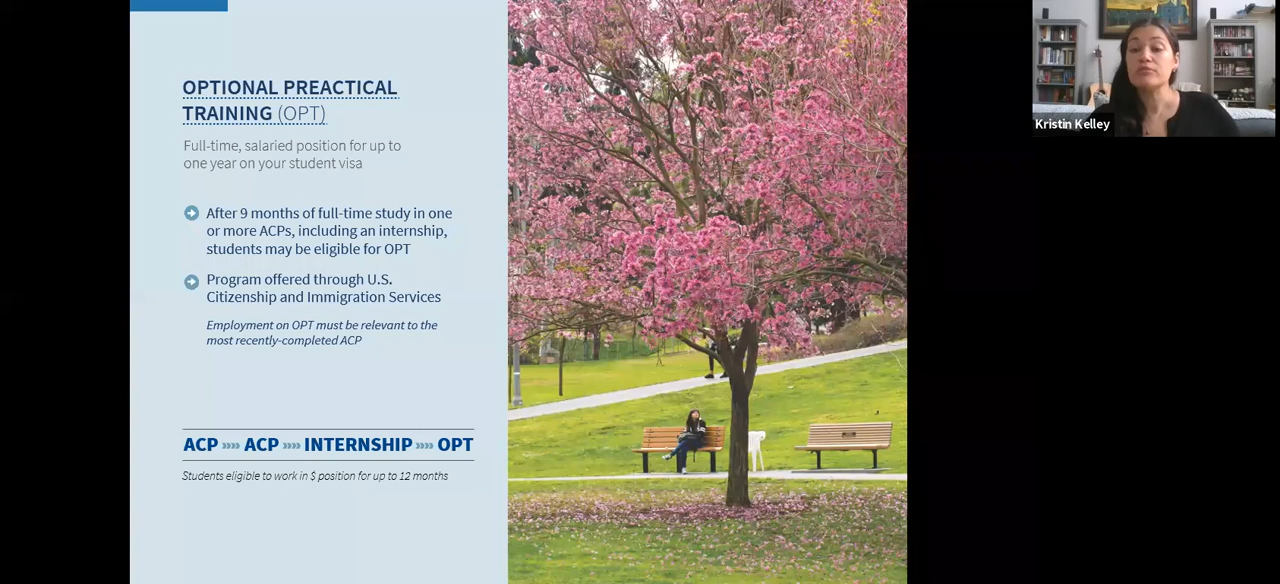 OPTIONAL PREACTICAL
TRAINING (OPT)
Full-time, salaried position for up to
one year on your student visa
After 9 months of full-time study in one
or more ACPs, including an internship,
students may be eligible for OPT
Program offered through U.S.
Citizenship and Immigration Services
Employment on OPT must be relevant to the
most recently-completed ACP
ACP »»» ACP »»» INTERNSHIP »»» OPT
Students eligible to work in $ position for up to 12 months
Kristin Kelley